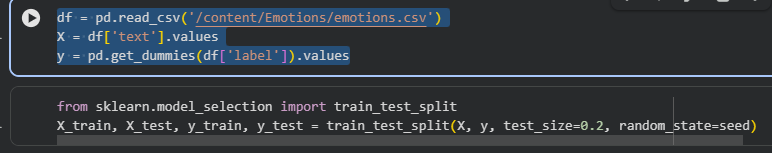 df = pd.read_csv('/content/Emotions/emotions.csv')
X = df['text'].values
y = pd.get_dummies(df['label']).values
from sklearn.model_selection import train_test_split
X_train, X_test, y_train, y_test = train_test_split(X, y, test_size=0.2, random_state=seed)